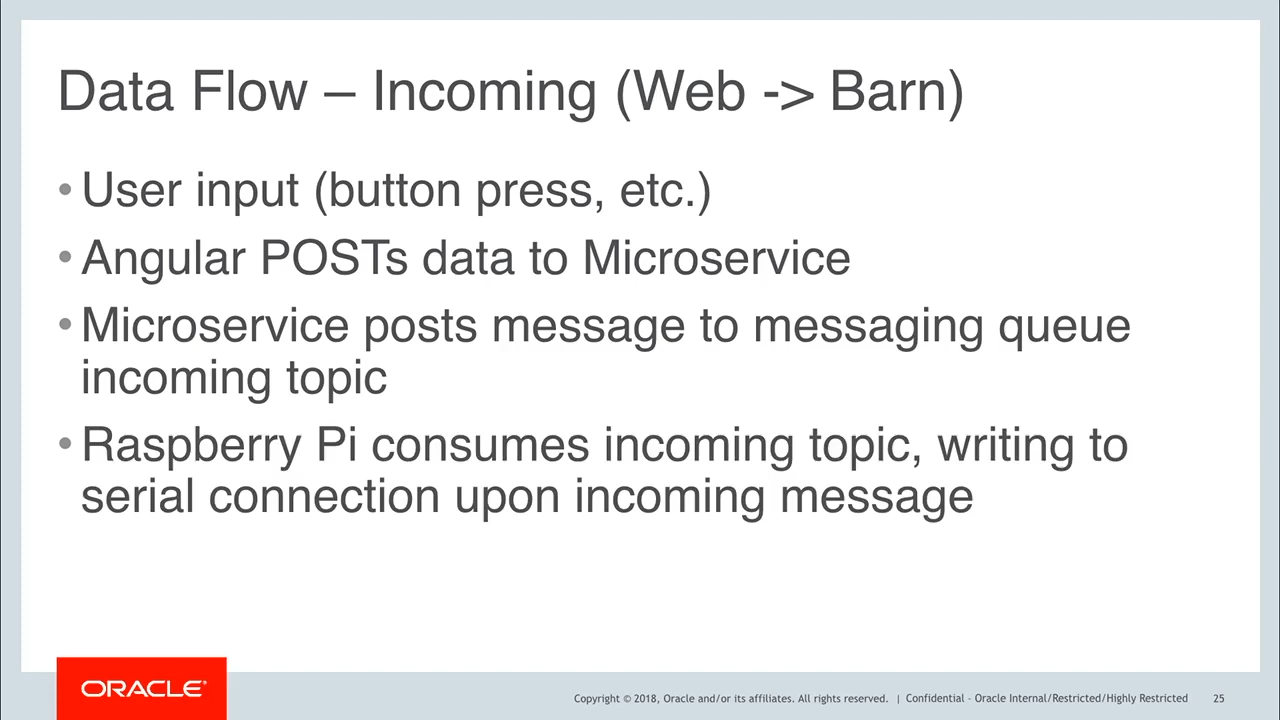 Data Flow – Incoming (Web -> Barn)
• User input (button press, etc.)
• Angular POSTs data to Microservice
• Microservice posts message to messaging queue
incoming topic
• Raspberry Pi consumes incoming topic, writing to
serial connection upon incoming message
ORACLE®
Copyright © 2018, Oracle and/or its affiliates. All rights reserved. | Confidential – Oracle Internal/Restricted/Highly Restricted 25